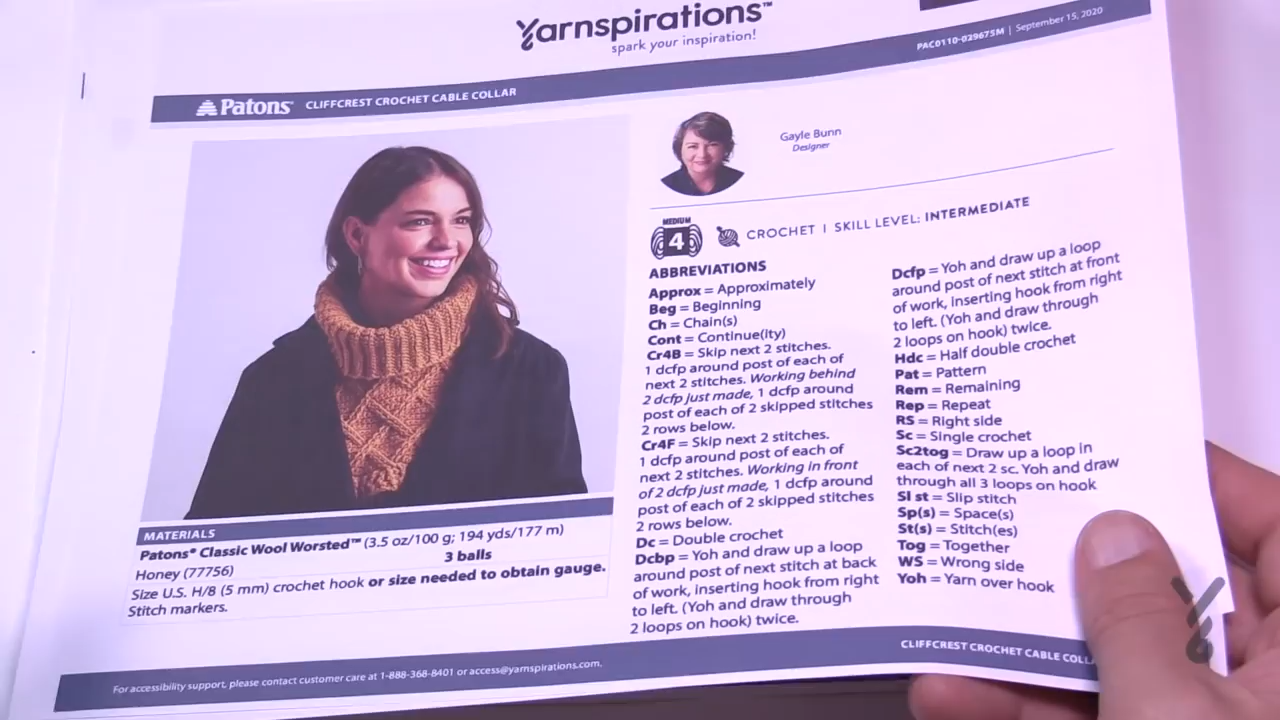 Yarnspirations™
spark your inspiration!
PAC0110-029675M | September 15, 2020
Patons® CLIFFCREST CROCHET CABLE COLLAR
Gayle Bunn
Designer
MEDIUM
4
CROCHET | SKILL LEVEL: INTERMEDIATE
MATERIALS
Patons® Classic Wool Worsted™ (3.5 oz/100 g; 194 yds/177 m)
Honey (77756) 3 balls
Size U.S. H/8 (5 mm) crochet hook or size needed to obtain gauge.
Stitch markers.
ABBREVIATIONS
Approx = Approximately
Beg = Beginning
Ch = Chain(s)
Cont = Continue(ity)
Cr4B = Skip next 2 stitches.
1 dcfp around post of each of
next 2 stitches. Working behind
2 dcfp just made, 1 dcfp around
post of each of 2 skipped stitches
2 rows below.
Cr4F = Skip next 2 stitches.
1 dcfp around post of each of
next 2 stitches. Working in front
of 2 dcfp just made, 1 dcfp around
post of each of 2 skipped stitches
2 rows below.
Dc = Double crochet
Dcbp = Yoh and draw up a loop
around post of next stitch at back
of work, inserting hook from right
to left. (Yoh and draw through
2 loops on hook) twice.
Dcfp = Yoh and draw up a loop
around post of next stitch at front
of work, inserting hook from right
to left. (Yoh and draw through
2 loops on hook) twice.
Hdc = Half double crochet
Pat = Pattern
Rem = Remaining
Rep = Repeat
RS = Right side
Sc = Single crochet
Sc2tog = Draw up a loop in
each of next 2 sc. Yoh and draw
through all 3 loops on hook
Sl st = Slip stitch
Sp(s) = Space(s)
St(s) = Stitch(es)
Tog = Together
WS = Wrong side
Yoh = Yarn over hook
For accessibility support, please contact customer care at 1-888-368-8401 or access@yarnspirations.com.
CLIFFCREST CROCHET CABLE COLL